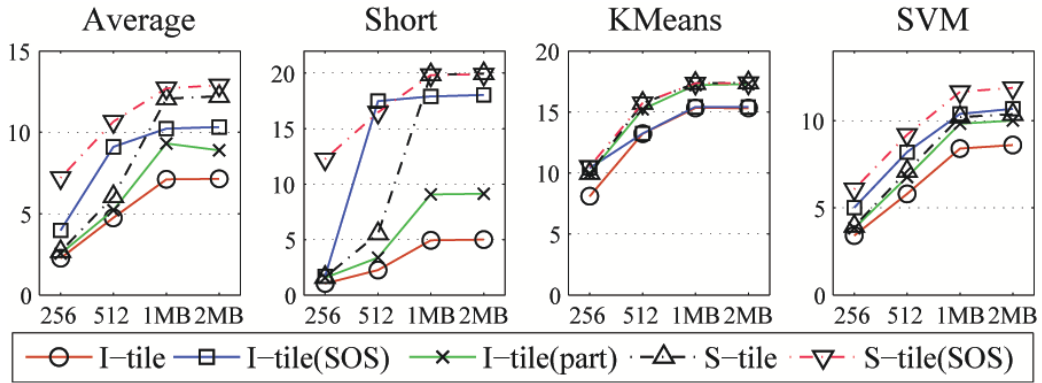 Average Short KMeans SVM
15 20 20
10 15 15 10
10 10
5 5 5 5
0 0 0 0
256 512 1MB 2MB 256 512 1MB 2MB 256 512 1MB 2MB 256 512 1MB 2MB
I-tile I-tile(SOS) I-tile(part) S-tile S-tile(SOS)